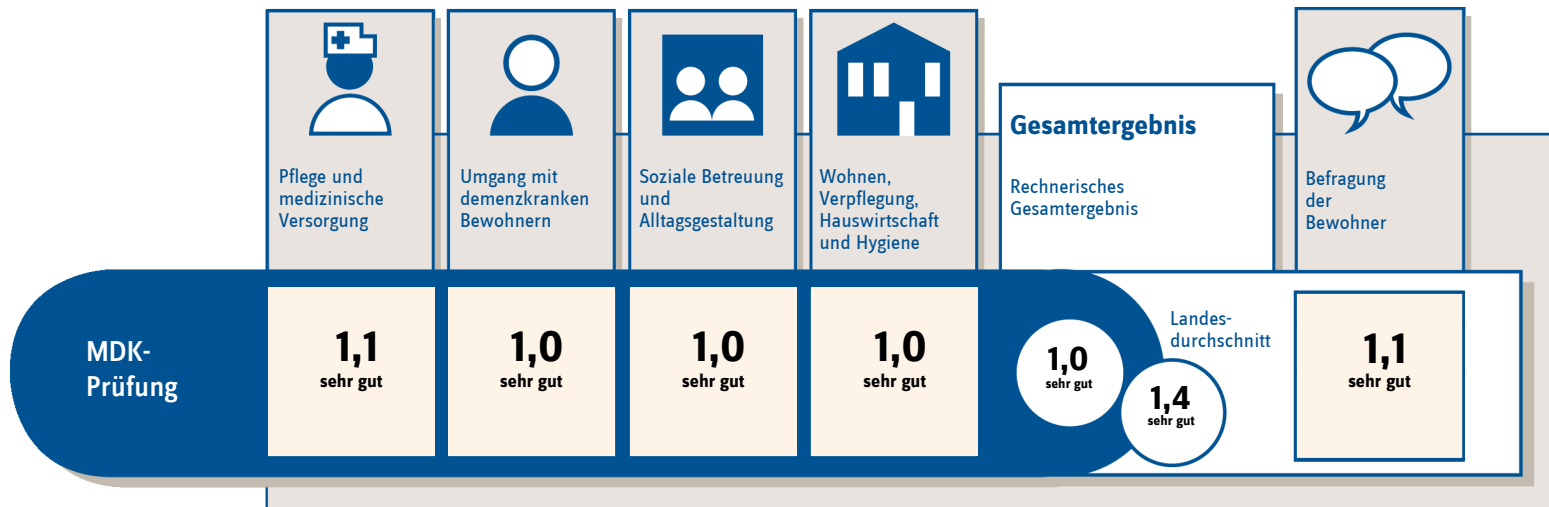 Pflege und
medizinische
Versorgung
Umgang mit
demenzkranken
Bewohnern
Soziale Betreuung
und
Alltagsgestaltung
Wohnen,
Verpflegung,
Hauswirtschaft
und Hygiene
Gesamtergebnis
Rechnerisches
Gesamtergebnis
Befragung
der
Bewohner
MDK-
Prüfung
1,1
sehr gut
1,0
sehr gut
1,0
sehr gut
1,0
sehr gut
1,0
sehr gut
Landes-
durchschnitt
1,4
sehr gut
1,1
sehr gut